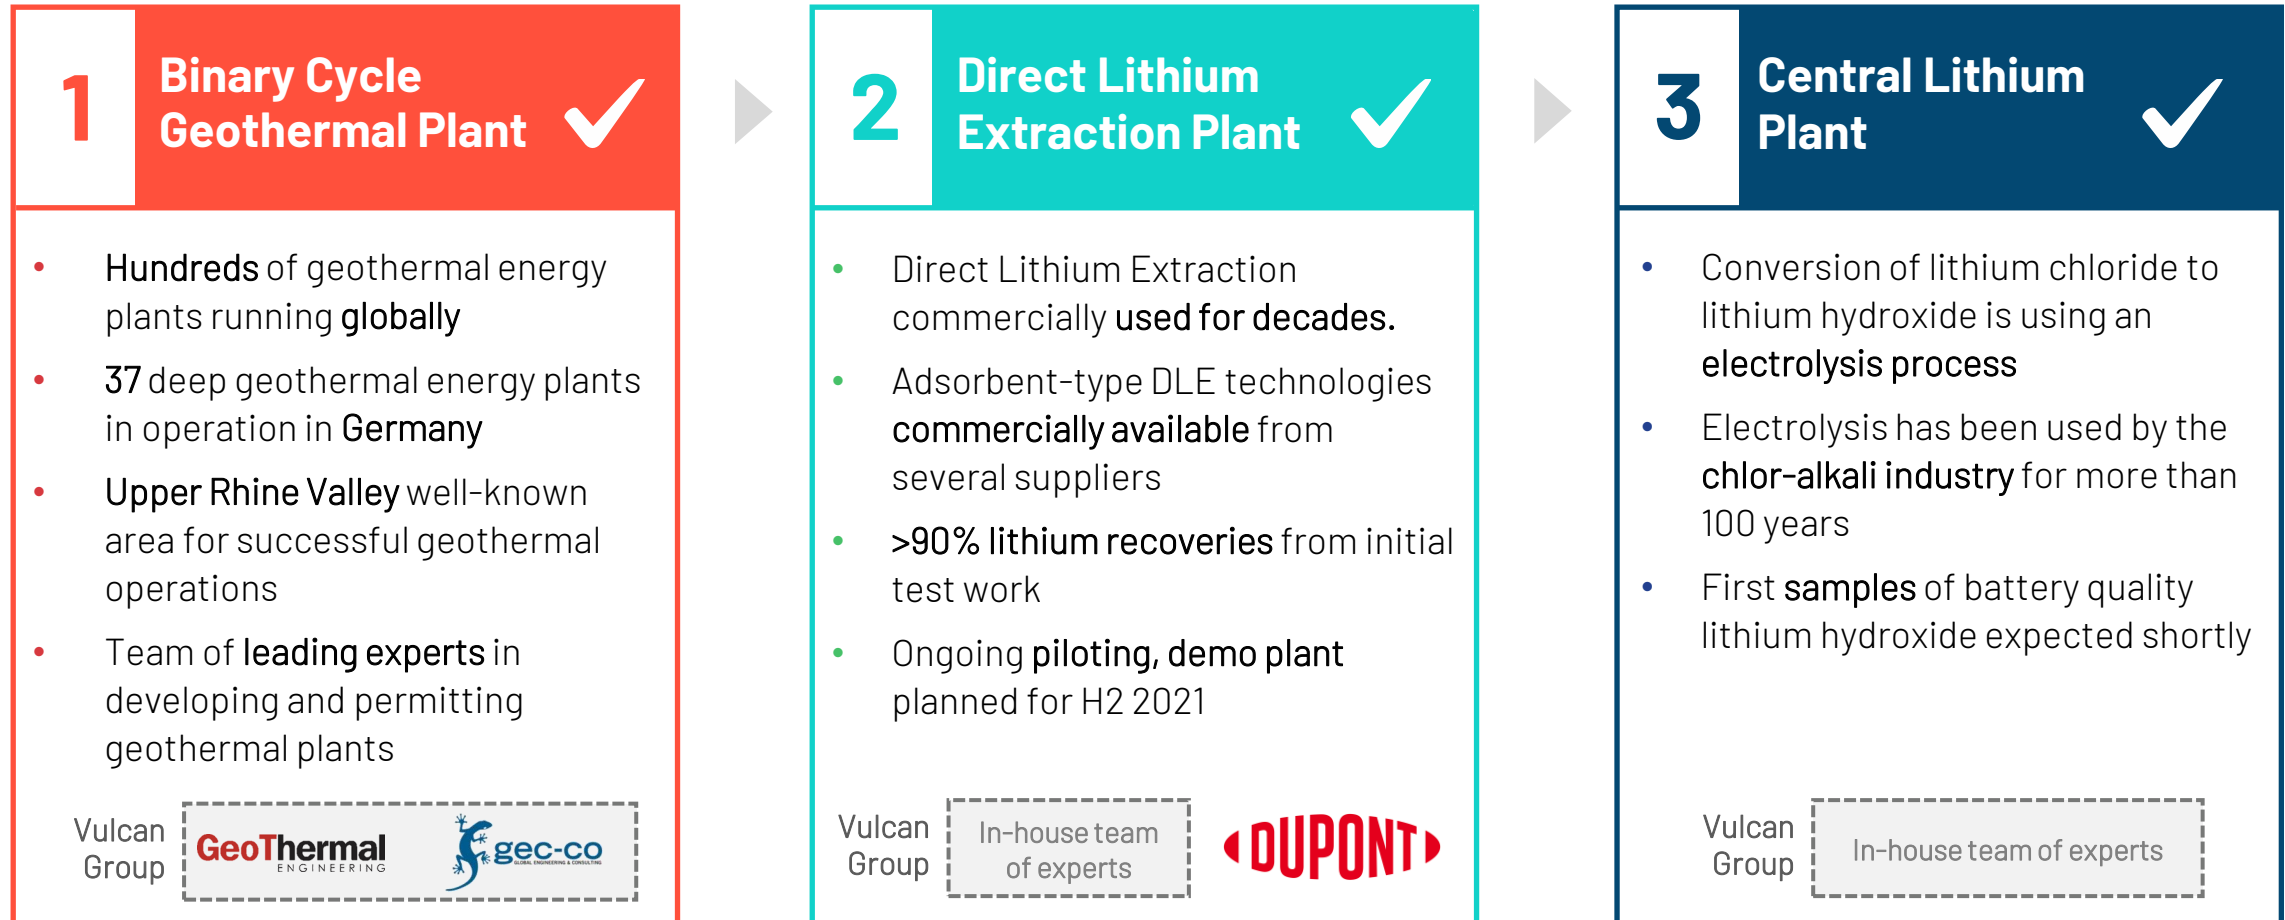 1
Binary Cycle
Geothermal Plant
• Hundreds of geothermal energy
plants running globally
• 37 deep geothermal energy plants
in operation in Germany
• Upper Rhine Valley well-known
area for successful geothermal
operations
• Team of leading experts in
developing and permitting
geothermal plants
Vulcan
Group
GeoThermal
ENGINEERING
gec-co
GLOBAL ENGINEERING & CONSULTING
2
Direct Lithium
Extraction Plant
• Direct Lithium Extraction
commercially used for decades.
• Adsorbent-type DLE technologies
commercially available from
several suppliers
• >90% lithium recoveries from initial
test work
• Ongoing piloting, demo plant
planned for H2 2021
Vulcan
Group
In-house team
of experts
DUPONT
3
Central Lithium
Plant
• Conversion of lithium chloride to
lithium hydroxide is using an
electrolysis process
• Electrolysis has been used by the
chlor-alkali industry for more than
100 years
• First samples of battery quality
lithium hydroxide expected shortly
Vulcan
Group
In-house team of experts